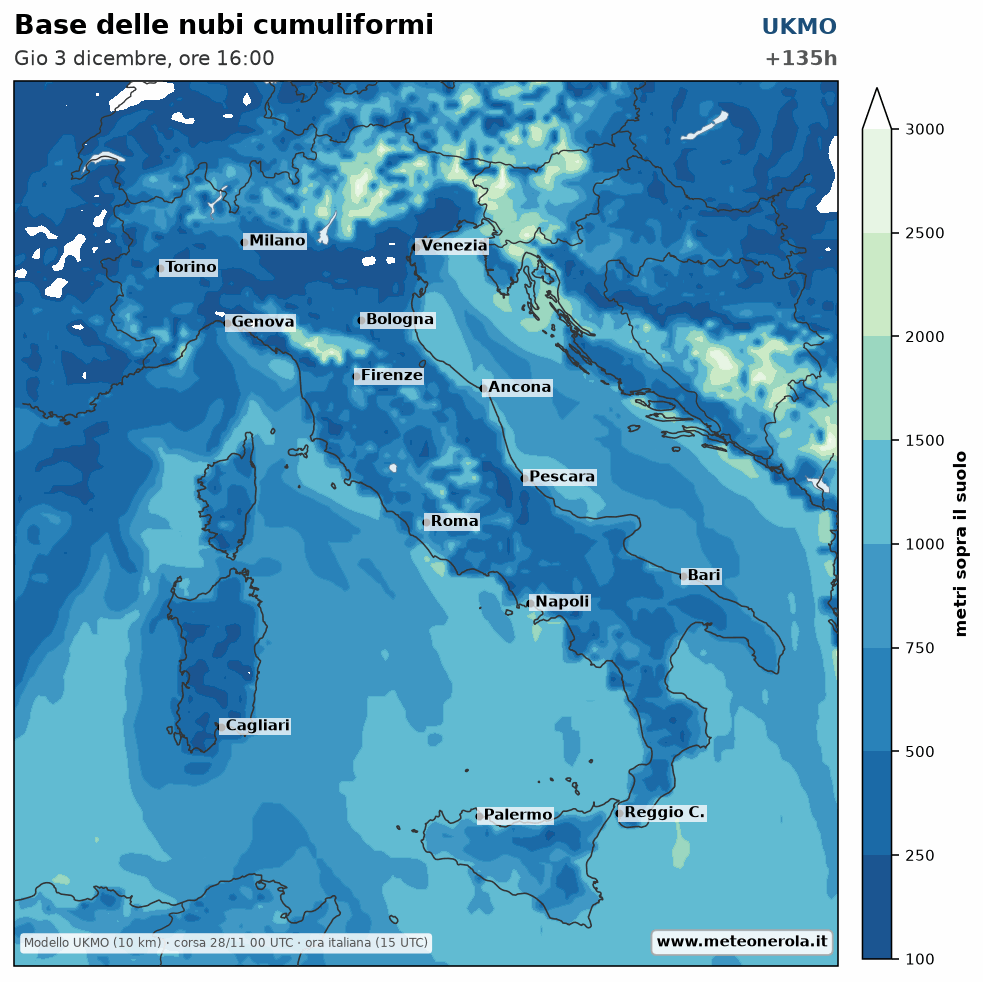 Base delle nubi cumuliformi
UKMO
Gio 3 dicembre, ore 16:00
+135h
3000
2500
2000
1500
1000
750
500
250
100
metri sopra il suolo
Milano
Venezia
Torino
Genova
Bologna
Firenze
Ancona
Pescara
Roma
Bari
Napoli
Cagliari
Palermo
Reggio C.
Modello UKMO (10 km) · corsa 28/11 00 UTC · ora italiana (15 UTC)
www.meteonerola.it